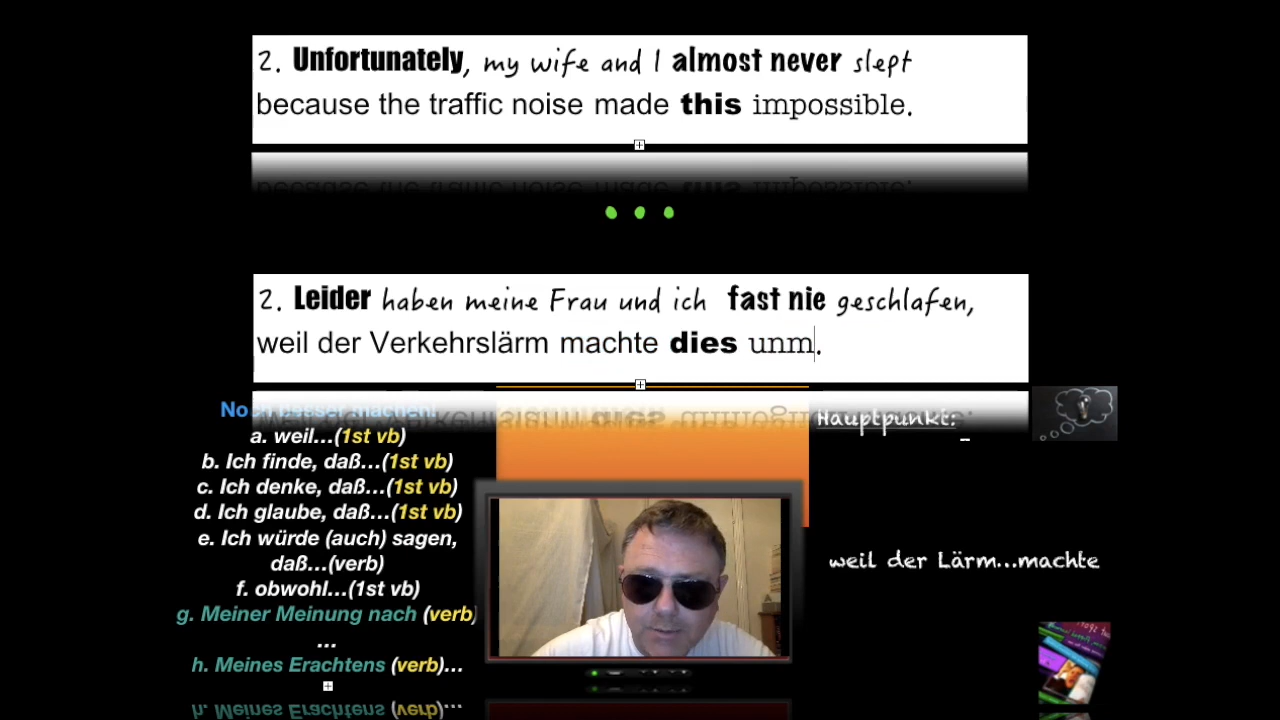 2. Unfortunately, my wife and I almost never slept
because the traffic noise made this impossible.
2. Leider haben meine Frau und ich fast nie geschlafen,
weil der Verkehrslärm machte dies unm.
Noch besser machen!
a. weil...(1st vb)
b. Ich finde, daß...(1st vb)
c. Ich denke, daß...(1st vb)
d. Ich glaube, daß...(1st vb)
e. Ich würde (auch) sagen,
daß...(verb)
f. obwohl...(1st vb)
g. Meiner Meinung nach (verb)
...
h. Meines Erachtens (verb)...
Hauptpunkt:
weil der Lärm...machte